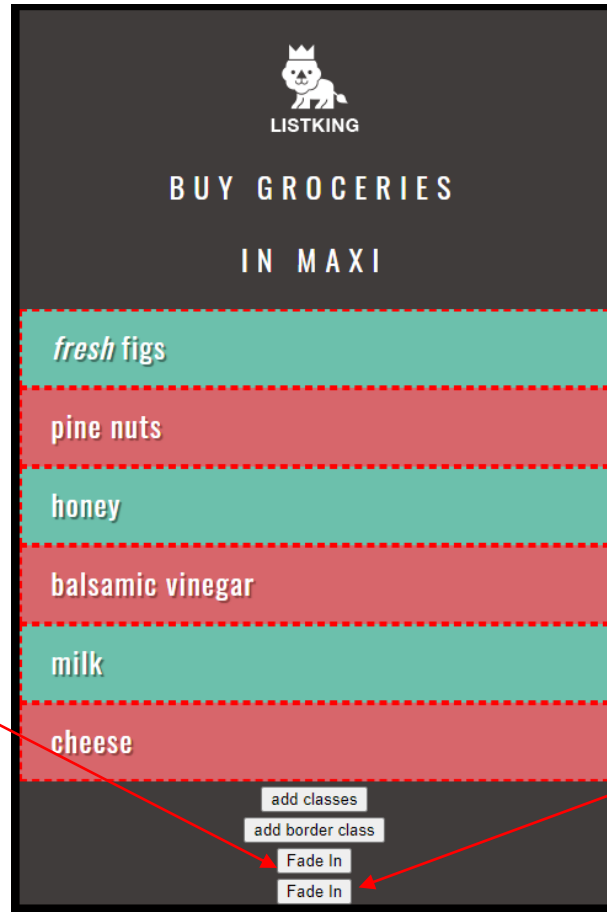 LISTKING
BUY GROCERIES
IN MAXI
fresh figs
pine nuts
honey
balsamic vinegar
milk
cheese
add classes
add border class
Fade In
Fade In